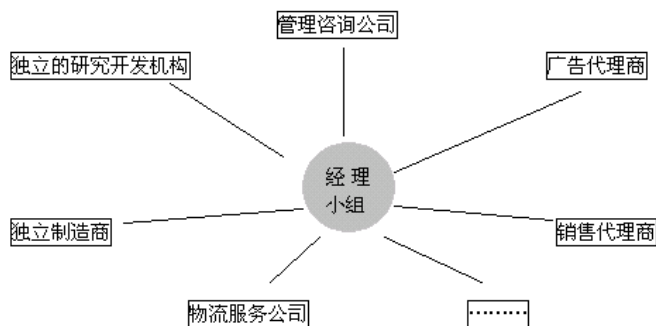 管理咨询公司
独立的研究开发机构
广告代理商
经 理
小组
独立制造商
销售代理商
物流服务公司
………